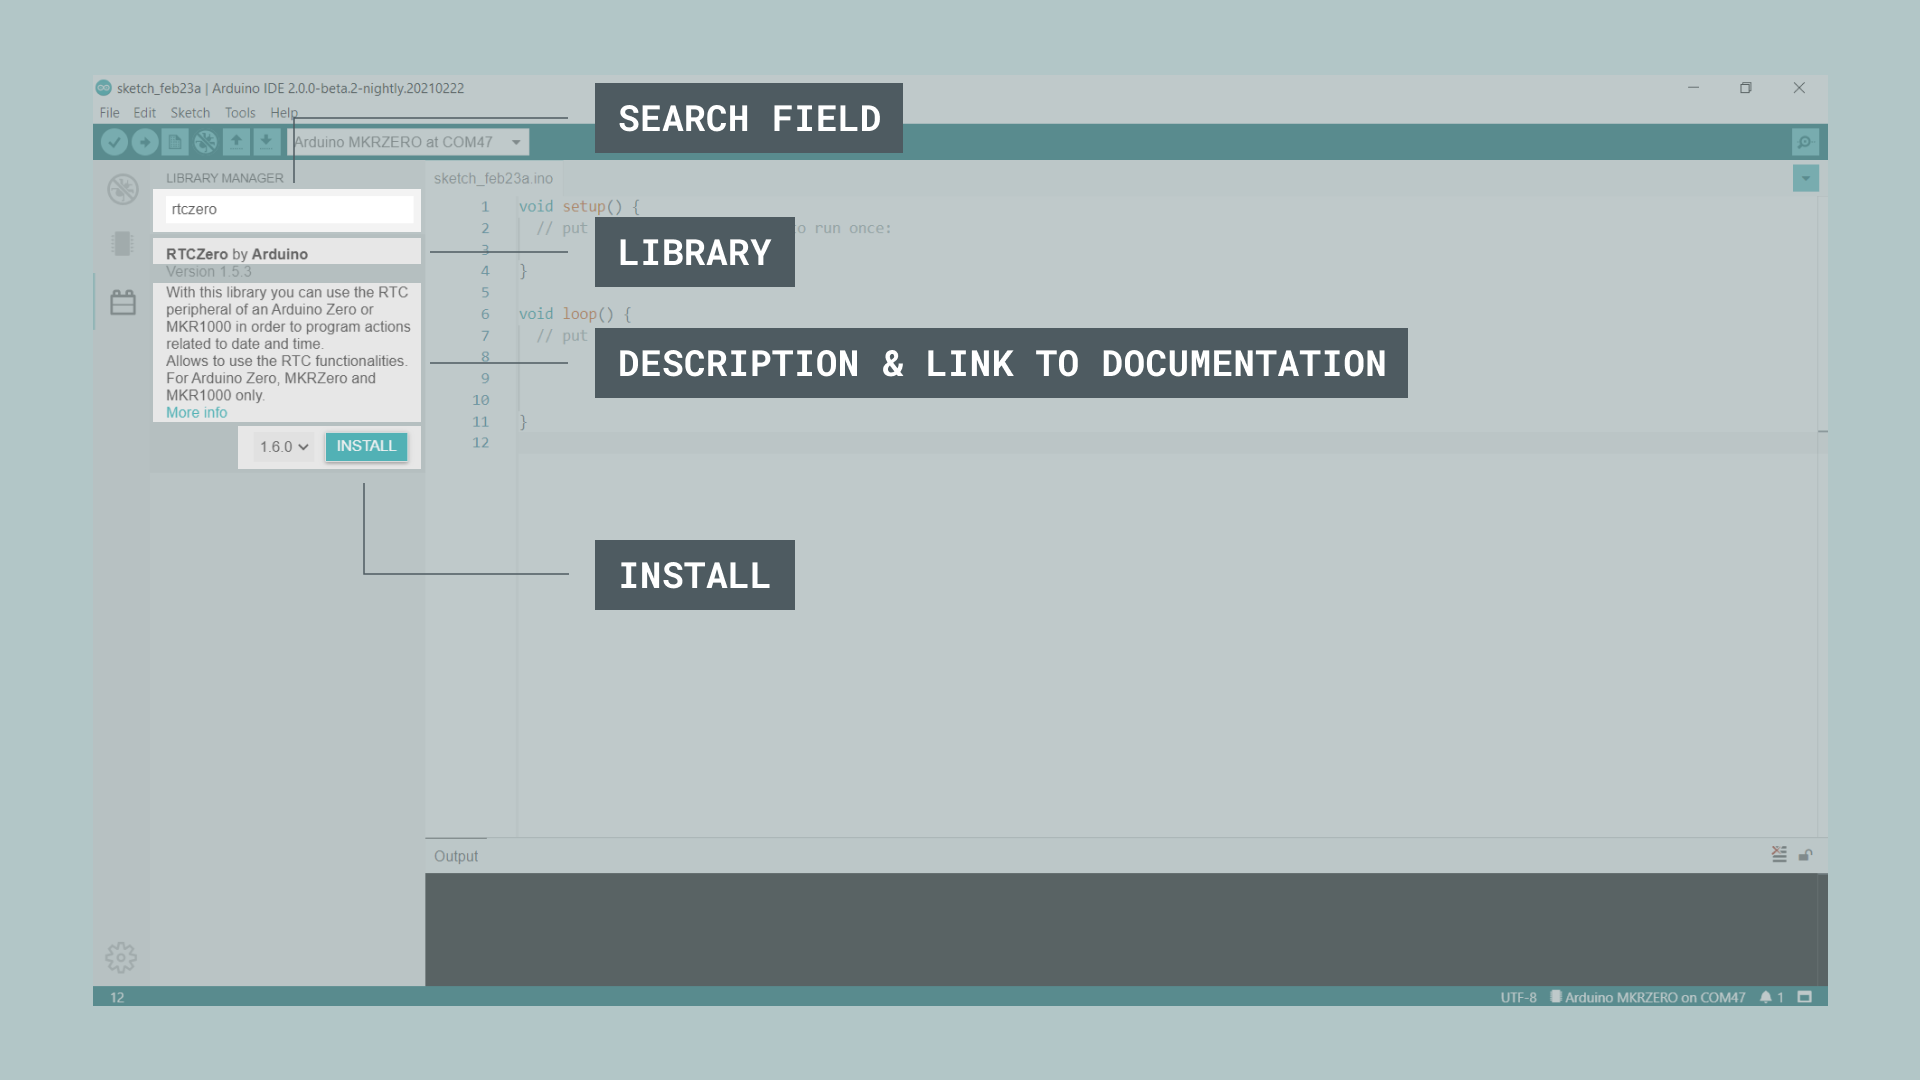 sketch_feb23a | Arduino IDE 2.0.0-beta.2-nightly.20210222
File Edit Sketch Tools Help
SEARCH FIELD
Arduino MKRZERO at COM47
LIBRARY MANAGER
sketch_feb23a.ino
rtczero
RTCZero by Arduino
Version 1.5.3
With this library you can use the RTC
peripheral of an Arduino Zero or
MKR1000 in order to program actions
related to date and time.
Allows to use the RTC functionalities.
For Arduino Zero, MKRZero and
MKR1000 only.
More info
1.6.0 INSTALL
1 void setup() {
2 // put o run once:
3
4 }
5
6 void loop() {
7 // put
8
9
10
11 }
12
LIBRARY
DESCRIPTION & LINK TO DOCUMENTATION
INSTALL
Output
12
UTF-8 Arduino MKRZERO on COM47 1